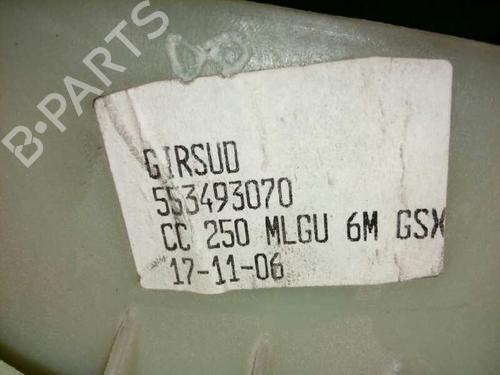 B-PARTS
GIRSUD
553493070
CC 250 MLGU 6M GSX
17-11-06